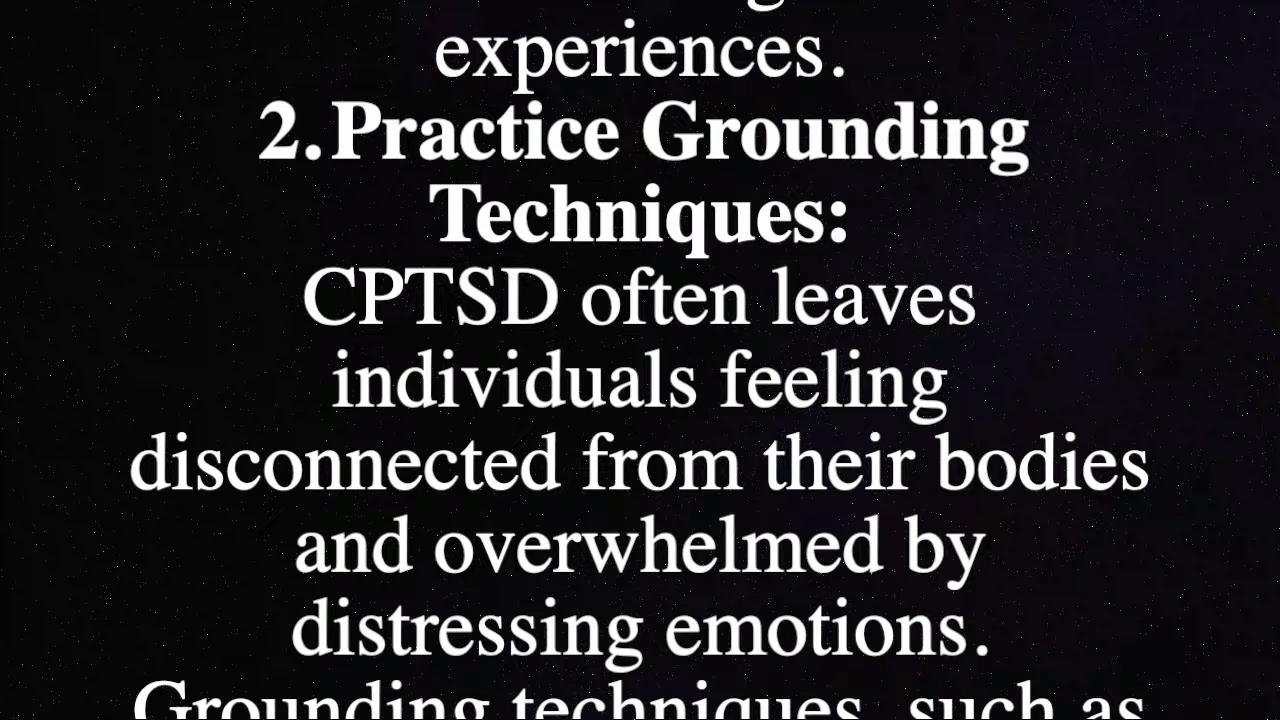 experiences.
2. Practice Grounding
Techniques:
CPTSD often leaves
individuals feeling
disconnected from their bodies
and overwhelmed by
distressing emotions.
Grounding techniques, such as